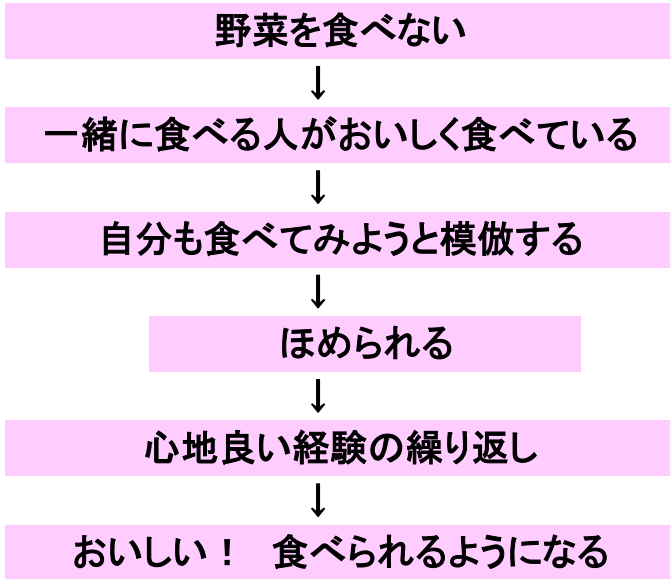 野菜を食べない
↓
一緒に食べる人がおいしく食べている
↓
自分も食べてみようと模倣する
↓
ほめられる
↓
心地良い経験の繰り返し
↓
おいしい！　食べられるようになる